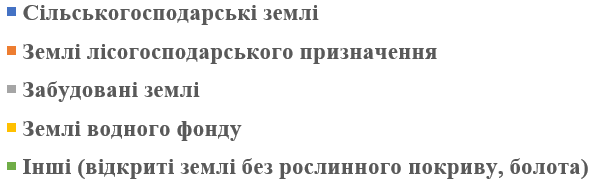 Сільськогосподарські землі
Землі лісогосподарського призначення
Забудовані землі
Землі водного фонду
Інші (відкриті землі без рослинного покриву, болота)